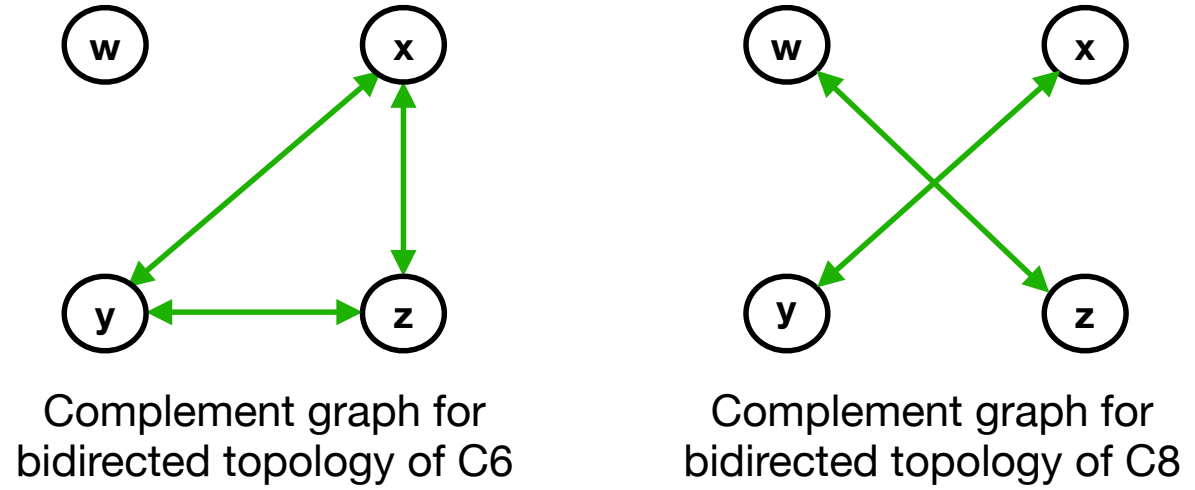 w
x
w
x
y
z
y
z
Complement graph for
bidirected topology of C6
Complement graph for
bidirected topology of C8